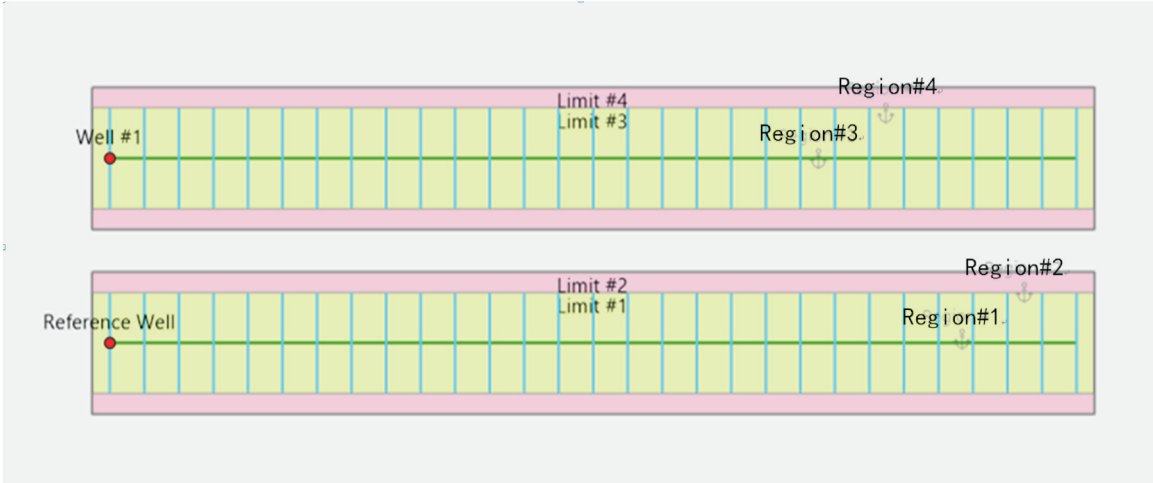 Region#4
Limit #4
Limit #3
Region#3
Well #1
Region#2
Limit #2
Limit #1
Region#1
Reference Well